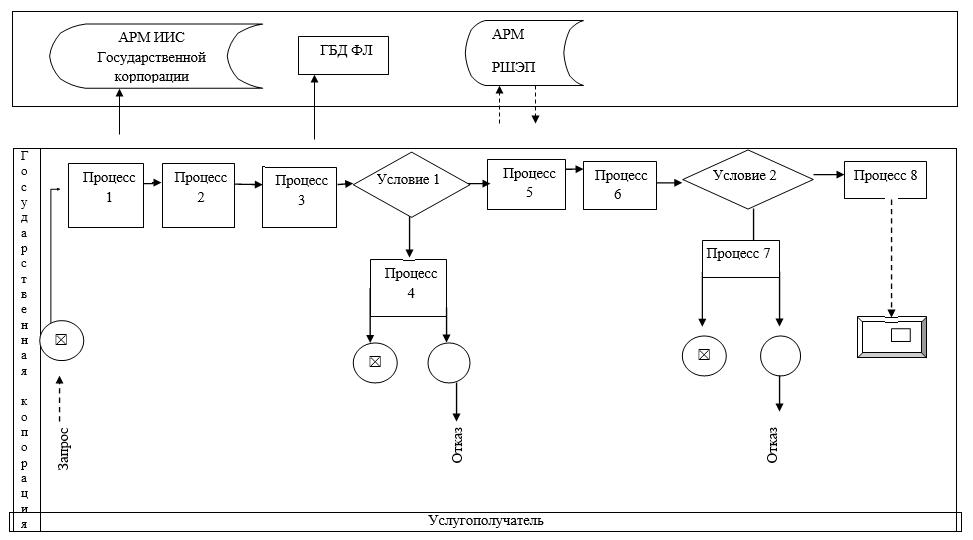 АРМ ИИС
Государственной
корпорации
ГБД ФЛ
АРМ
РШЭП
Государственная копорация
Процесс
1
Процесс
2
Процесс
3
Условие 1
Процесс
5
Процесс
6
Условие 2
Процесс 8
Процесс
4
Процесс 7
Запрос
Отказ
Отказ
Услугополучатель